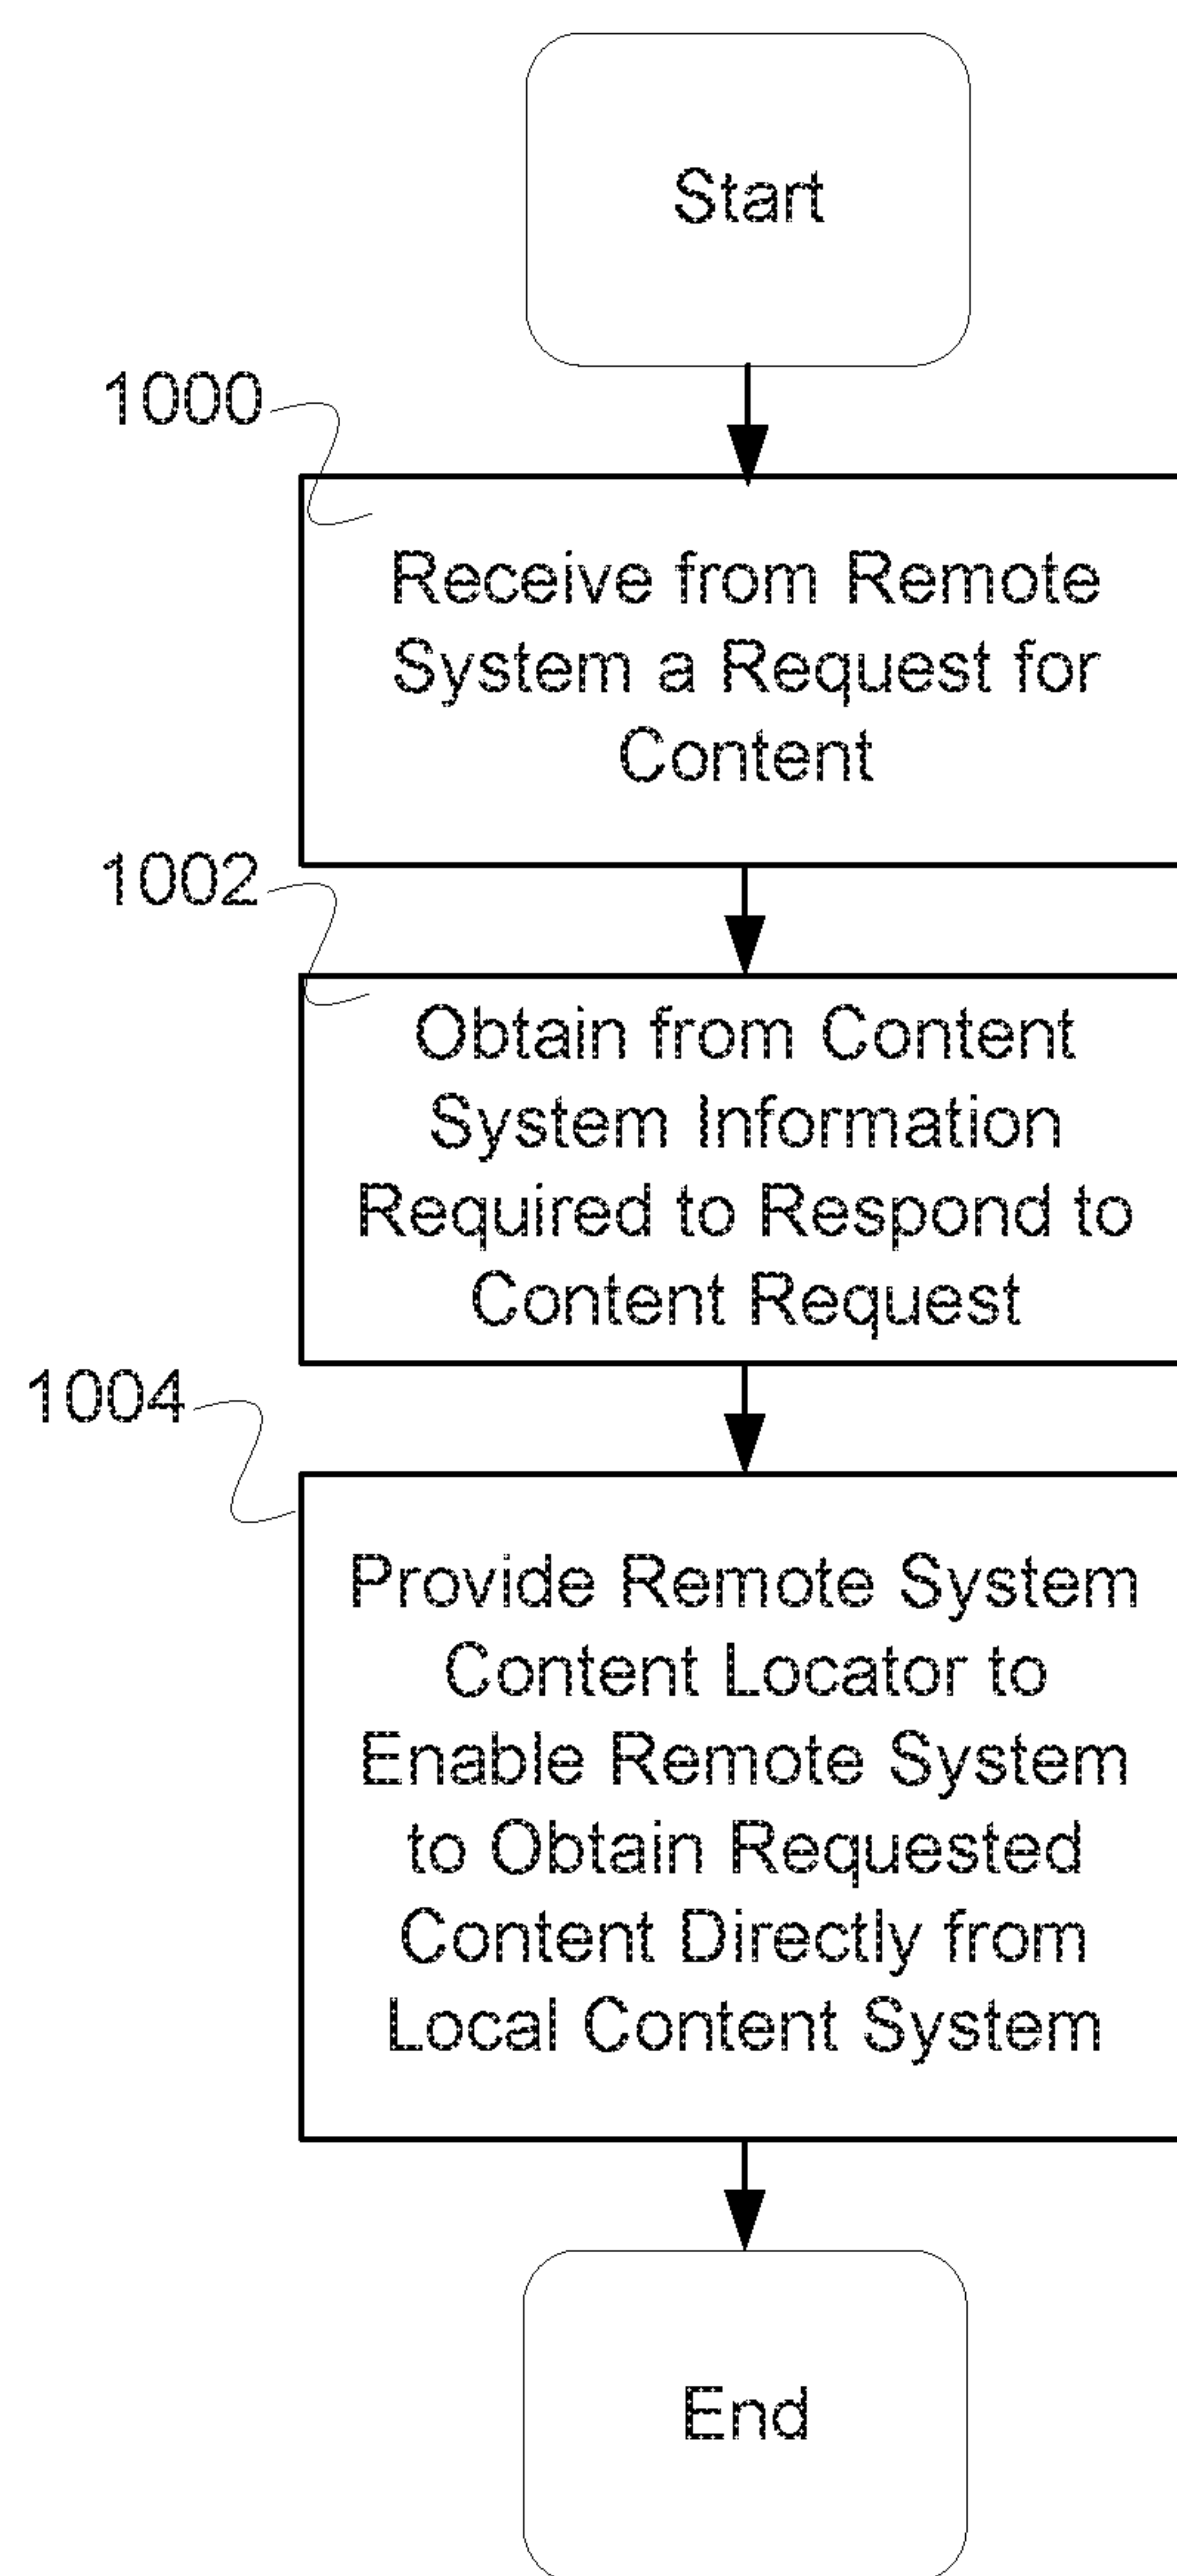 Start
1000
Receive from Remote
System a Request for
Content
1002
Obtain from Content
System Information
Required to Respond to
Content Request
1004
Provide Remote System
Content Locator to
Enable Remote System
to Obtain Requested
Content Directly from
Local Content System
End